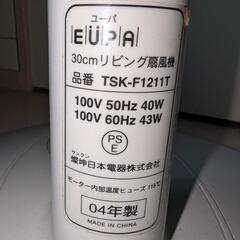 ユーパ
EUPA
30cmリビング扇風機
品番 TSK-F1211T
100V 50Hz 40W
100V 60Hz 43W
PS
E
サンクン
燦坤日本電器株式会社
モーター内部温度ヒューズ 115℃
04年製
MADE IN CHINA